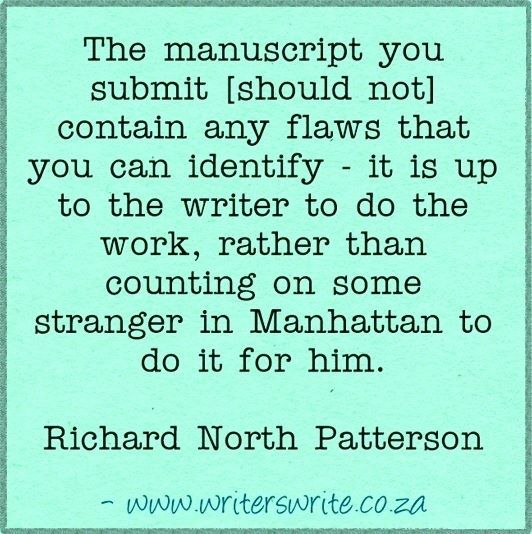 The manuscript you
submit [should not]
contain any flaws that
you can identify - it is up
to the writer to do the
work, rather than
counting on some
stranger in Manhattan to
do it for him.
Richard North Patterson
- www.writerswrite.co.za